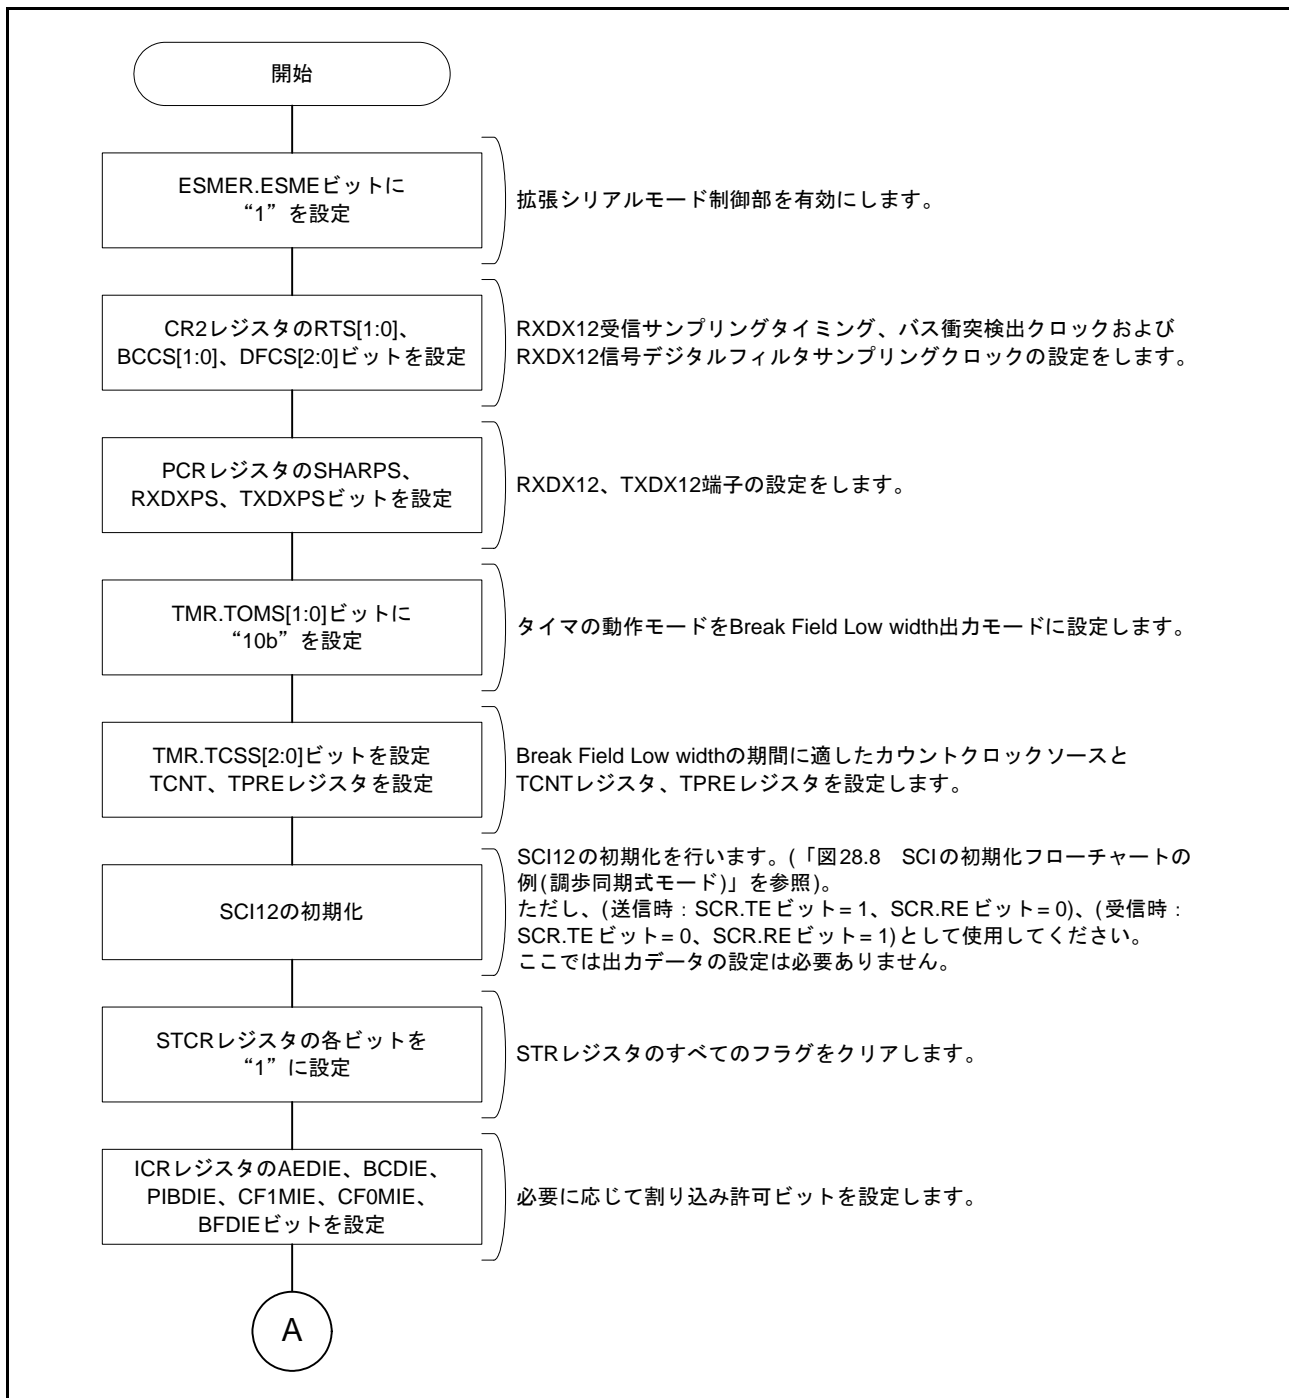 開始
ESMER.ESMEビットに
“1”を設定
拡張シリアルモード制御部を有効にします。
CR2レジスタのRTS[1:0]、
BCCS[1:0]、DFCS[2:0]ビットを設定
RXDX12受信サンプリングタイミング、バス衝突検出クロックおよび
RXDX12信号デジタルフィルタサンプリングクロックの設定をします。
PCRレジスタのSHARPS、
RXDXPS、TXDXPSビットを設定
RXDX12、TXDX12端子の設定をします。
TMR.TOMS[1:0]ビットに
“10b”を設定
タイマの動作モードをBreak Field Low width出力モードに設定します。
TMR.TCSS[2:0]ビットを設定
TCNT、TPREレジスタを設定
Break Field Low widthの期間に適したカウントクロックソースと
TCNTレジスタ、TPREレジスタを設定します。
SCI12の初期化
SCI12の初期化を行います。(「図28.8 SCIの初期化フローチャートの
例(調歩同期式モード)」を参照)。
ただし、(送信時：SCR.TEビット= 1、SCR.REビット= 0)、(受信時：
SCR.TEビット= 0、SCR.REビット= 1)として使用してください。
ここでは出力データの設定は必要ありません。
STCRレジスタの各ビットを
“1”に設定
STRレジスタのすべてのフラグをクリアします。
ICRレジスタのAEDIE、BCDIE、
PIBDIE、CF1MIE、CF0MIE、
BFDIEビットを設定
必要に応じて割り込み許可ビットを設定します。
A